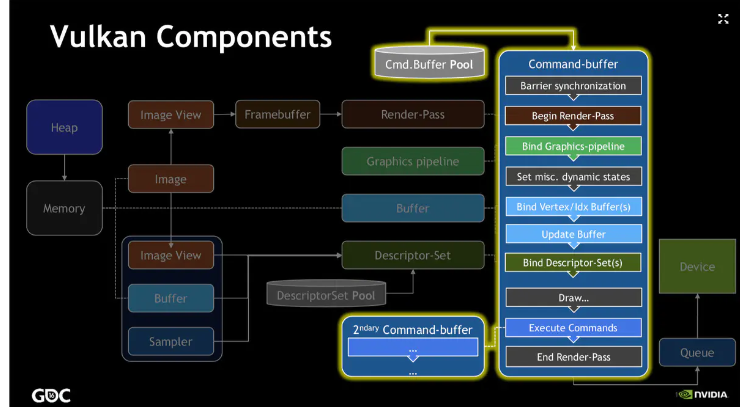 Vulkan Components
Cmd.Buffer Pool
Command-buffer
Barrier synchronization
Begin Render-Pass
Bind Graphics-pipeline
Set misc. dynamic states
Bind Vertex/Idx Buffer(s)
Update Buffer
Bind Descriptor-Set(s)
Draw...
Execute Commands
End Render-Pass
Heap
Image View
Framebuffer
Render-Pass
Graphics pipeline
Memory
Image
Buffer
Image View
Descriptor-Set
Buffer
DescriptorSet Pool
Sampler
2ndary Command-buffer
...
...
Device
Queue
GDC
16
NVIDIA